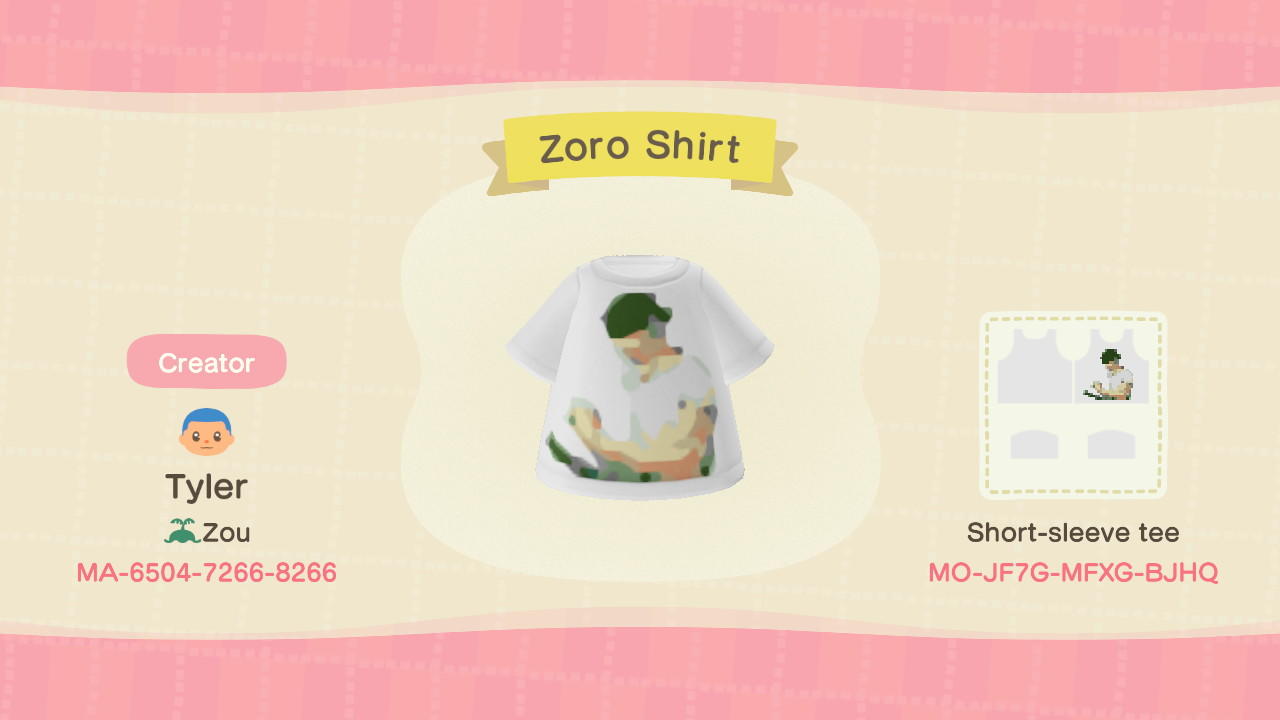 Zoro Shirt
Creator
Tyler
Zou
MA-6504-7266-8266
Short-sleeve tee
MO-JF7G-MFXG-BJHQ